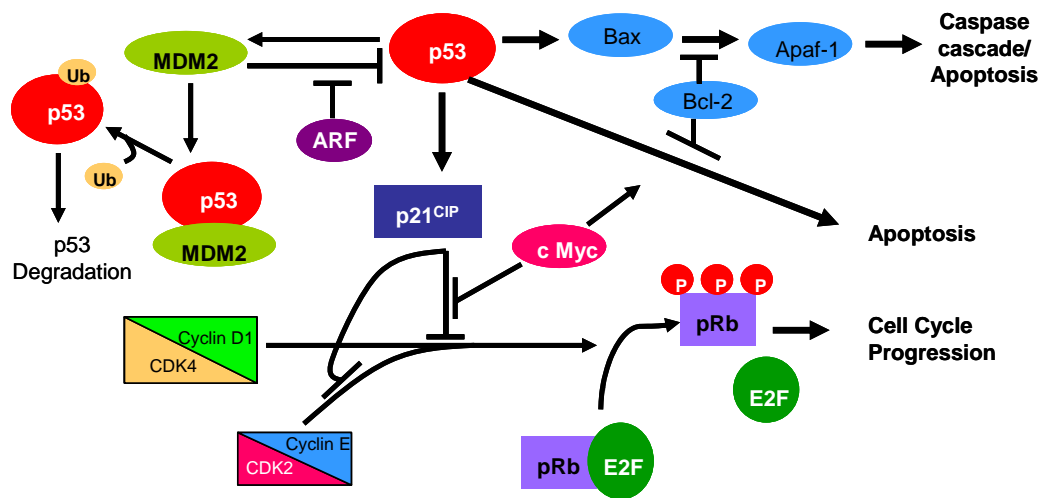 p53
Bax
Apaf-1
Caspase
cascade/
Apoptosis
MDM2
Ub
p53
Bcl-2
ARF
Ub
p53
MDM2
p21CIP
p53
Degradation
c Myc
Apoptosis
P
P
P
pRb
Cell Cycle
Progression
Cyclin D1
CDK4
E2F
Cyclin E
CDK2
pRb
E2F